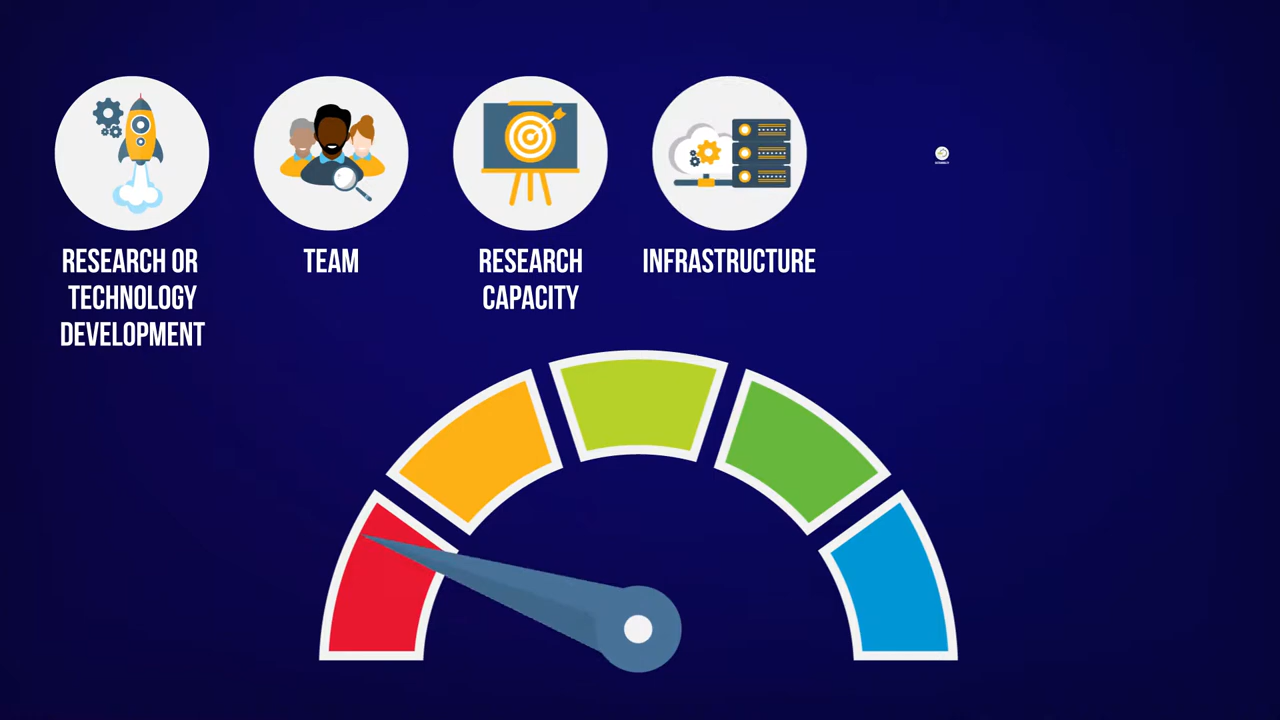 RESEARCH OR
TECHNOLOGY
DEVELOPMENT
TEAM
RESEARCH
CAPACITY
INFRASTRUCTURE